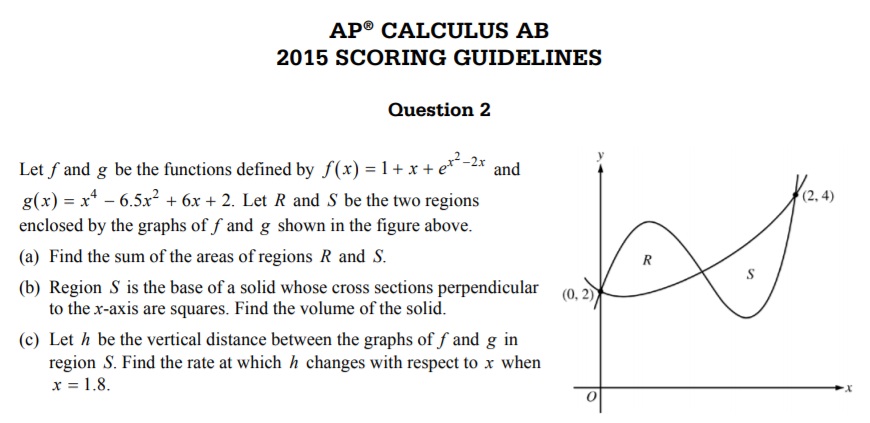 AP® CALCULUS AB
2015 SCORING GUIDELINES
Question 2
Let f and g be the functions defined by f(x) = 1 + x + e^(x² − 2x) and
g(x) = x⁴ − 6.5x² + 6x + 2. Let R and S be the two regions
enclosed by the graphs of f and g shown in the figure above.
(a) Find the sum of the areas of regions R and S.
(b) Region S is the base of a solid whose cross sections perpendicular
to the x-axis are squares. Find the volume of the solid.
(c) Let h be the vertical distance between the graphs of f and g in
region S. Find the rate at which h changes with respect to x when
x = 1.8.
y
(2, 4)
R
S
(0, 2)
x
O